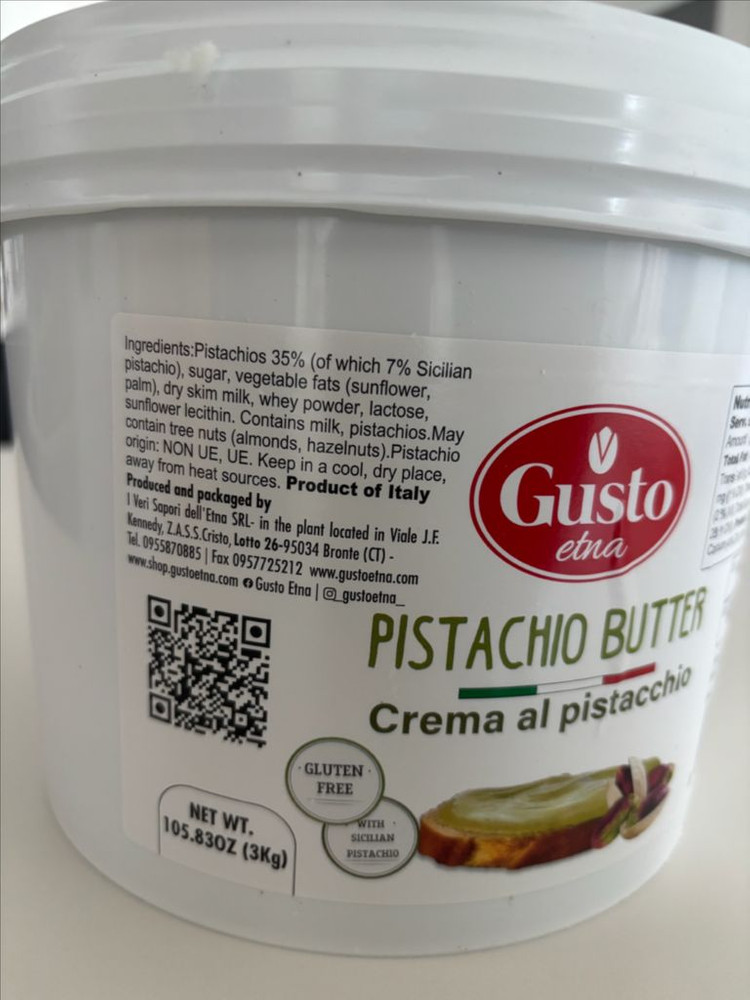 Ingredients:Pistachios 35% (of which 7% Sicilian
pistachio), sugar, vegetable fats (sunflower,
palm), dry skim milk, whey powder, lactose,
sunflower lecithin. Contains milk, pistachios.May
contain tree nuts (almonds, hazelnuts).Pistachio
origin: NON UE, UE. Keep in a cool, dry place,
away from heat sources. Product of Italy
Produced and packaged by
I Veri Sapori dell'Etna SRL- in the plant located in Viale J.F.
Kennedy, Z.A.S.S.Cristo, Lotto 26-95034 Bronte (CT) -
Tel. 0955870885 | Fax 0957725212 www.gustoetna.com
www.shop.gustoetna.com Gusto Etna | _gustoetna_
Gusto
etna
PISTACHIO BUTTER
Crema al pistacchio
GLUTEN
FREE
WITH
SICILIAN
PISTACHIO
NET WT.
105.83OZ (3Kg)